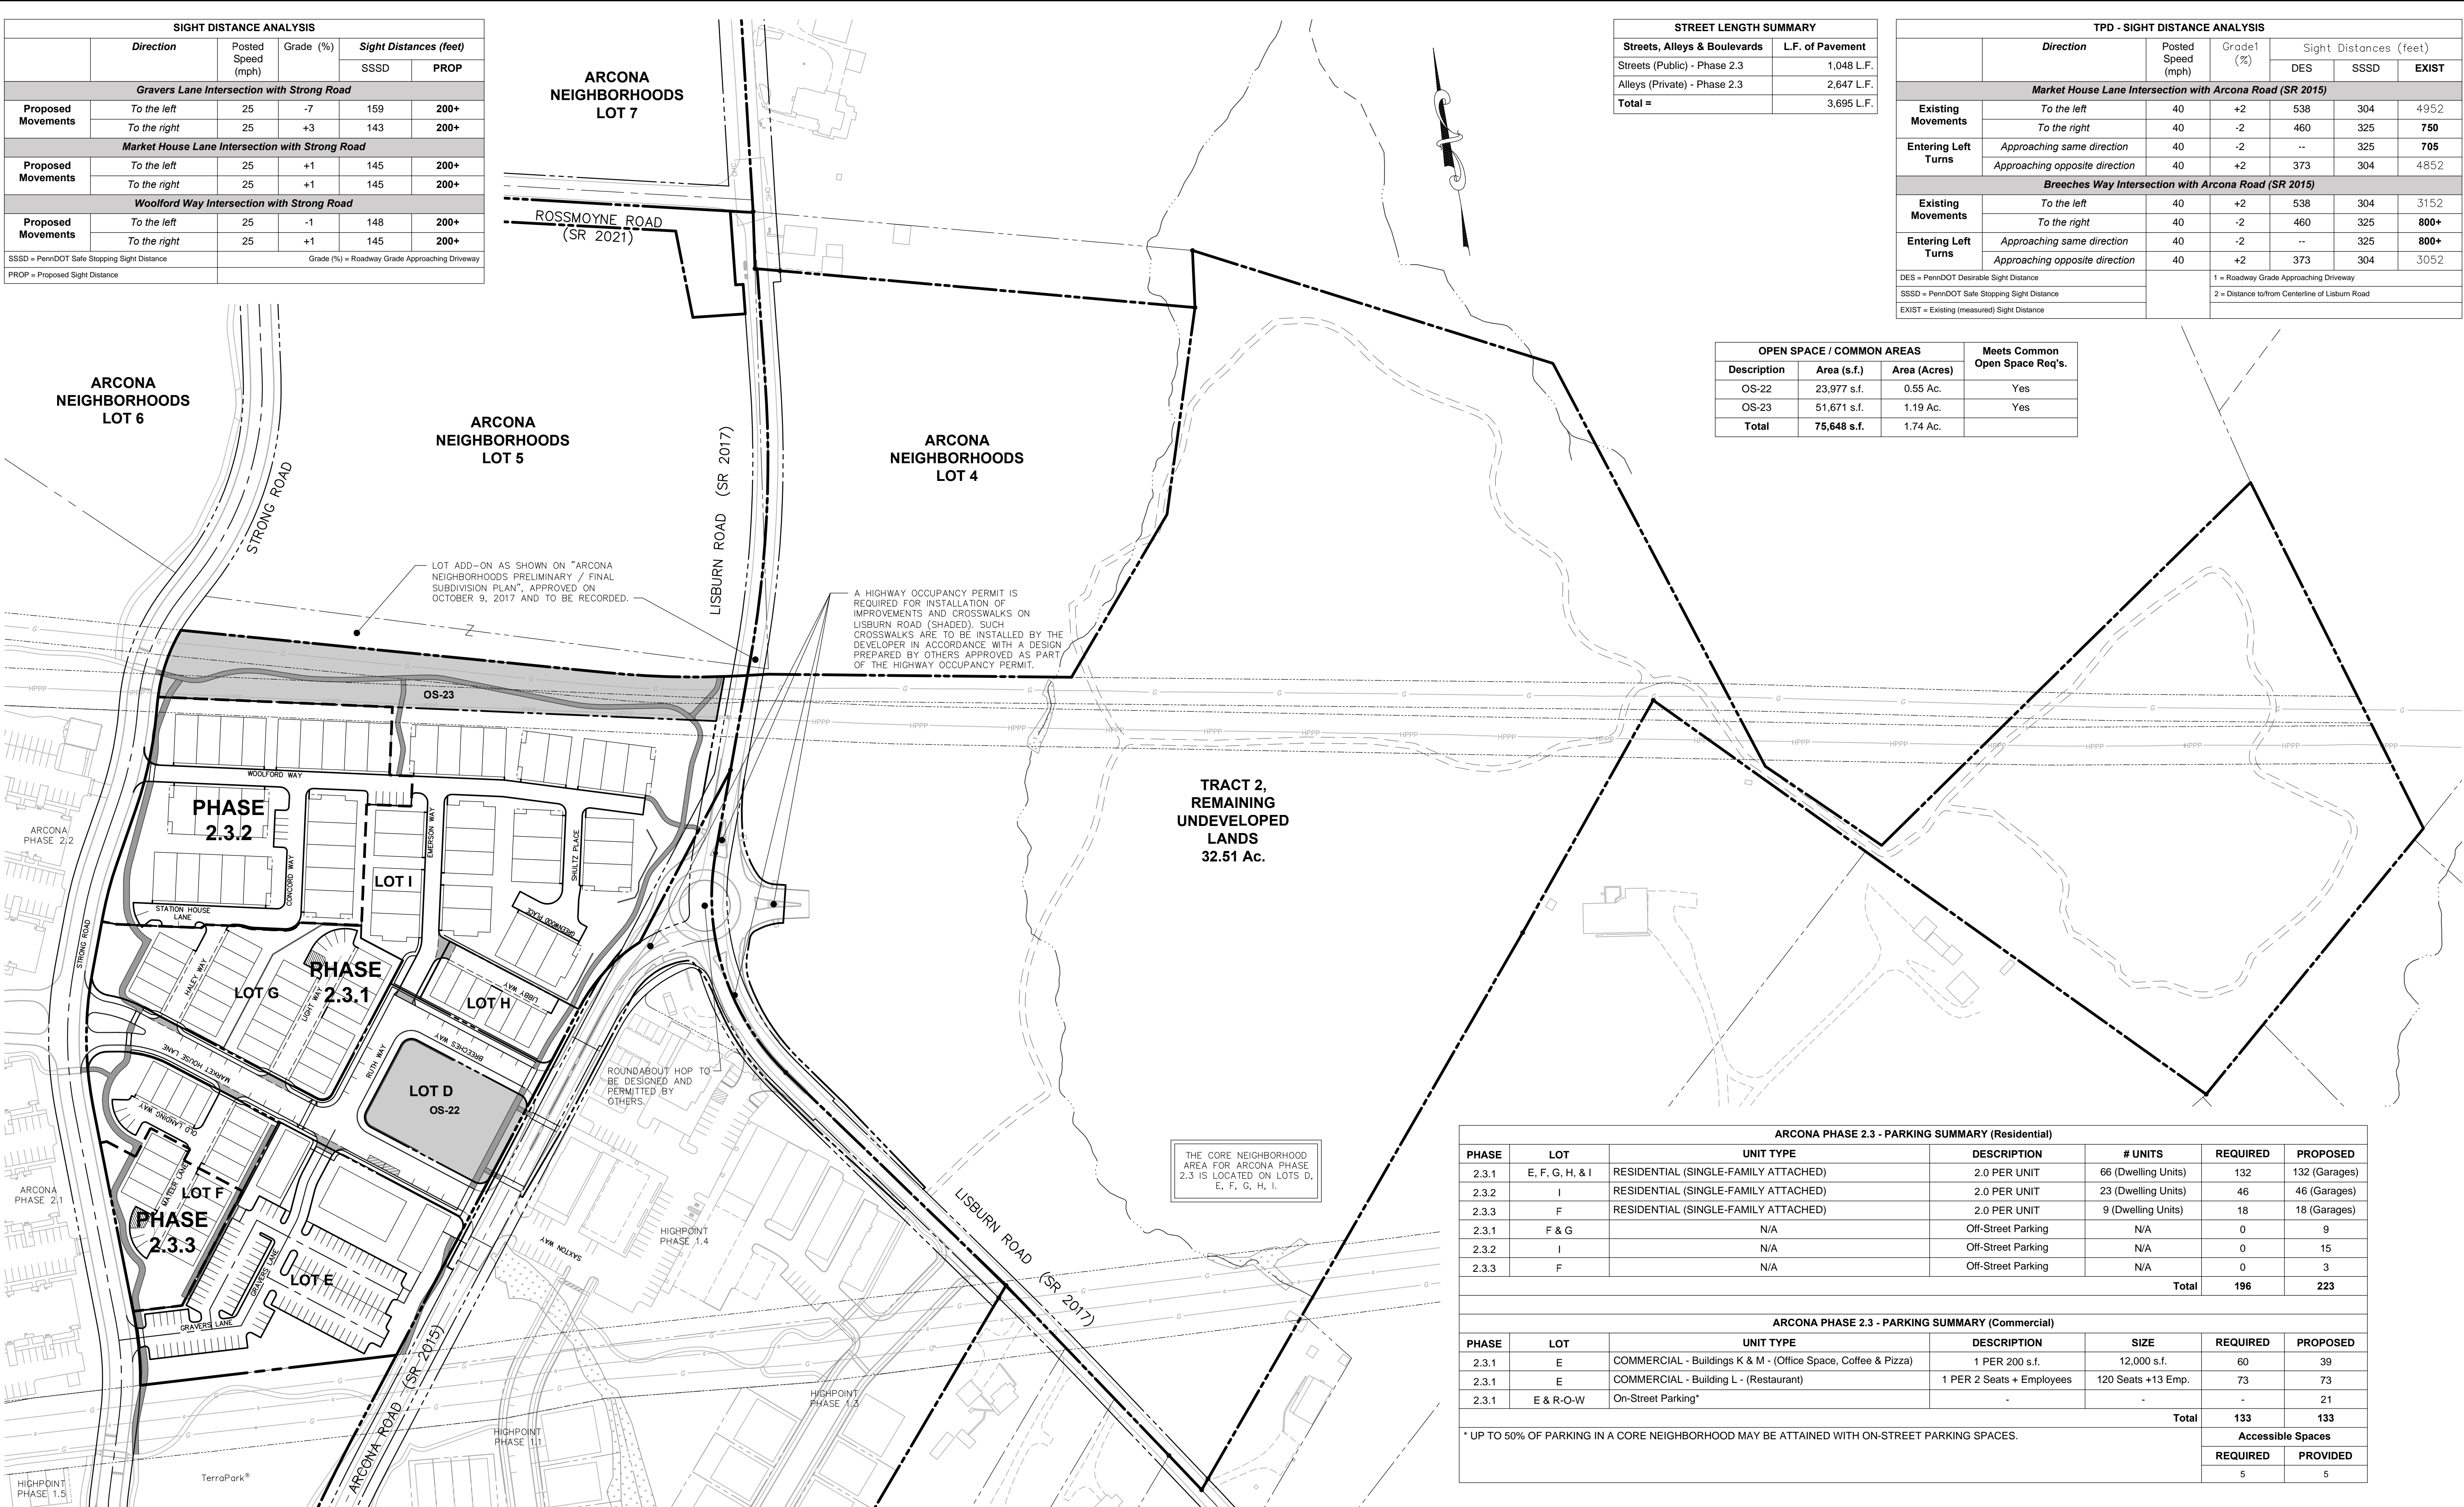 SIGHT DISTANCE ANALYSIS
Direction Posted Speed (mph) Grade (%) Sight Distances (feet)
SSSD PROP
Gravers Lane Intersection with Strong Road
Proposed Movements To the left 25 -7 159 200+
To the right 25 +3 143 200+
Market House Lane Intersection with Strong Road
Proposed Movements To the left 25 +1 145 200+
To the right 25 +1 145 200+
Woolford Way Intersection with Strong Road
Proposed Movements To the left 25 -1 148 200+
To the right 25 +1 145 200+
SSSD = PennDOT Safe Stopping Sight Distance Grade (%) = Roadway Grade Approaching Driveway
PROP = Proposed Sight Distance
STREET LENGTH SUMMARY
Streets, Alleys & Boulevards L.F. of Pavement
Streets (Public) - Phase 2.3 1,048 L.F.
Alleys (Private) - Phase 2.3 2,647 L.F.
Total = 3,695 L.F.
TPD - SIGHT DISTANCE ANALYSIS
Direction Posted Speed (mph) Grade1 (%) Sight Distances (feet)
DES SSSD EXIST
Market House Lane Intersection with Arcona Road (SR 2015)
Existing Movements To the left 40 +2 538 304 4952
To the right 40 -2 460 325 750
Entering Left Turns Approaching same direction 40 -2 -- 325 705
Approaching opposite direction 40 +2 373 304 4852
Breeches Way Intersection with Arcona Road (SR 2015)
Existing Movements To the left 40 +2 538 304 3152
To the right 40 -2 460 325 800+
Entering Left Turns Approaching same direction 40 -2 -- 325 800+
Approaching opposite direction 40 +2 373 304 3052
DES = PennDOT Desirable Sight Distance 1 = Roadway Grade Approaching Driveway
SSSD = PennDOT Safe Stopping Sight Distance 2 = Distance to/from Centerline of Lisburn Road
EXIST = Existing (measured) Sight Distance
OPEN SPACE / COMMON AREAS Meets Common Open Space Req's.
Description Area (s.f.) Area (Acres)
OS-22 23,977 s.f. 0.55 Ac. Yes
OS-23 51,671 s.f. 1.19 Ac. Yes
Total 75,648 s.f. 1.74 Ac.
ARCONA
NEIGHBORHOODS
LOT 7
ROSSMOYNE ROAD
(SR 2021)
ARCONA
NEIGHBORHOODS
LOT 6
STRONG ROAD
ARCONA
NEIGHBORHOODS
LOT 5
LISBURN ROAD (SR 2017)
ARCONA
NEIGHBORHOODS
LOT 4
LOT ADD-ON AS SHOWN ON "ARCONA
NEIGHBORHOODS PRELIMINARY / FINAL
SUBDIVISION PLAN", APPROVED ON
OCTOBER 9, 2017 AND TO BE RECORDED.
A HIGHWAY OCCUPANCY PERMIT IS
REQUIRED FOR INSTALLATION OF
IMPROVEMENTS AND CROSSWALKS ON
LISBURN ROAD (SHADED). SUCH
CROSSWALKS ARE TO BE INSTALLED BY THE
DEVELOPER IN ACCORDANCE WITH A DESIGN
PREPARED BY OTHERS APPROVED AS PART
OF THE HIGHWAY OCCUPANCY PERMIT.
OS-23
WOOLFORD WAY
PHASE
2.3.2
ARCONA
PHASE 2.2
CONCORD WAY
LOT I
EMERSON WAY
SHULTZ PLACE
GREENWOOD PLACE
STATION HOUSE
LANE
STRONG ROAD
HALEY WAY
LOT G
LIGHT WAY
PHASE
2.3.1
LOT H
LIBBY WAY
BREECHES WAY
RUTH WAY
MARKET HOUSE LANE
LOT D
OS-22
OLD LANDING WAY
MATEER LANE
LOT F
PHASE
2.3.3
ARCONA
PHASE 2.1
GRAVERS LANE
LOT E
GRAVERS LANE
ROUNDABOUT HOP TO
BE DESIGNED AND
PERMITTED BY
OTHERS.
TRACT 2,
REMAINING
UNDEVELOPED
LANDS
32.51 Ac.
THE CORE NEIGHBORHOOD
AREA FOR ARCONA PHASE
2.3 IS LOCATED ON LOTS D,
E, F, G, H, I.
SAXTON WAY
HIGHPOINT
PHASE 1.4
LISBURN ROAD (SR 2017)
HIGHPOINT
PHASE 1.3
HIGHPOINT
PHASE 1.1
ARCONA ROAD (SR 2015)
TerraPark®
HIGHPOINT
PHASE 1.5
ARCONA PHASE 2.3 - PARKING SUMMARY (Residential)
PHASE LOT UNIT TYPE DESCRIPTION # UNITS REQUIRED PROPOSED
2.3.1 E, F, G, H, & I RESIDENTIAL (SINGLE-FAMILY ATTACHED) 2.0 PER UNIT 66 (Dwelling Units) 132 132 (Garages)
2.3.2 I RESIDENTIAL (SINGLE-FAMILY ATTACHED) 2.0 PER UNIT 23 (Dwelling Units) 46 46 (Garages)
2.3.3 F RESIDENTIAL (SINGLE-FAMILY ATTACHED) 2.0 PER UNIT 9 (Dwelling Units) 18 18 (Garages)
2.3.1 F & G N/A Off-Street Parking N/A 0 9
2.3.2 I N/A Off-Street Parking N/A 0 15
2.3.3 F N/A Off-Street Parking N/A 0 3
Total 196 223
ARCONA PHASE 2.3 - PARKING SUMMARY (Commercial)
PHASE LOT UNIT TYPE DESCRIPTION SIZE REQUIRED PROPOSED
2.3.1 E COMMERCIAL - Buildings K & M - (Office Space, Coffee & Pizza) 1 PER 200 s.f. 12,000 s.f. 60 39
2.3.1 E COMMERCIAL - Building L - (Restaurant) 1 PER 2 Seats + Employees 120 Seats +13 Emp. 73 73
2.3.1 E & R-O-W On-Street Parking* - - - 21
Total 133 133
* UP TO 50% OF PARKING IN A CORE NEIGHBORHOOD MAY BE ATTAINED WITH ON-STREET PARKING SPACES. Accessible Spaces
REQUIRED PROVIDED
5 5